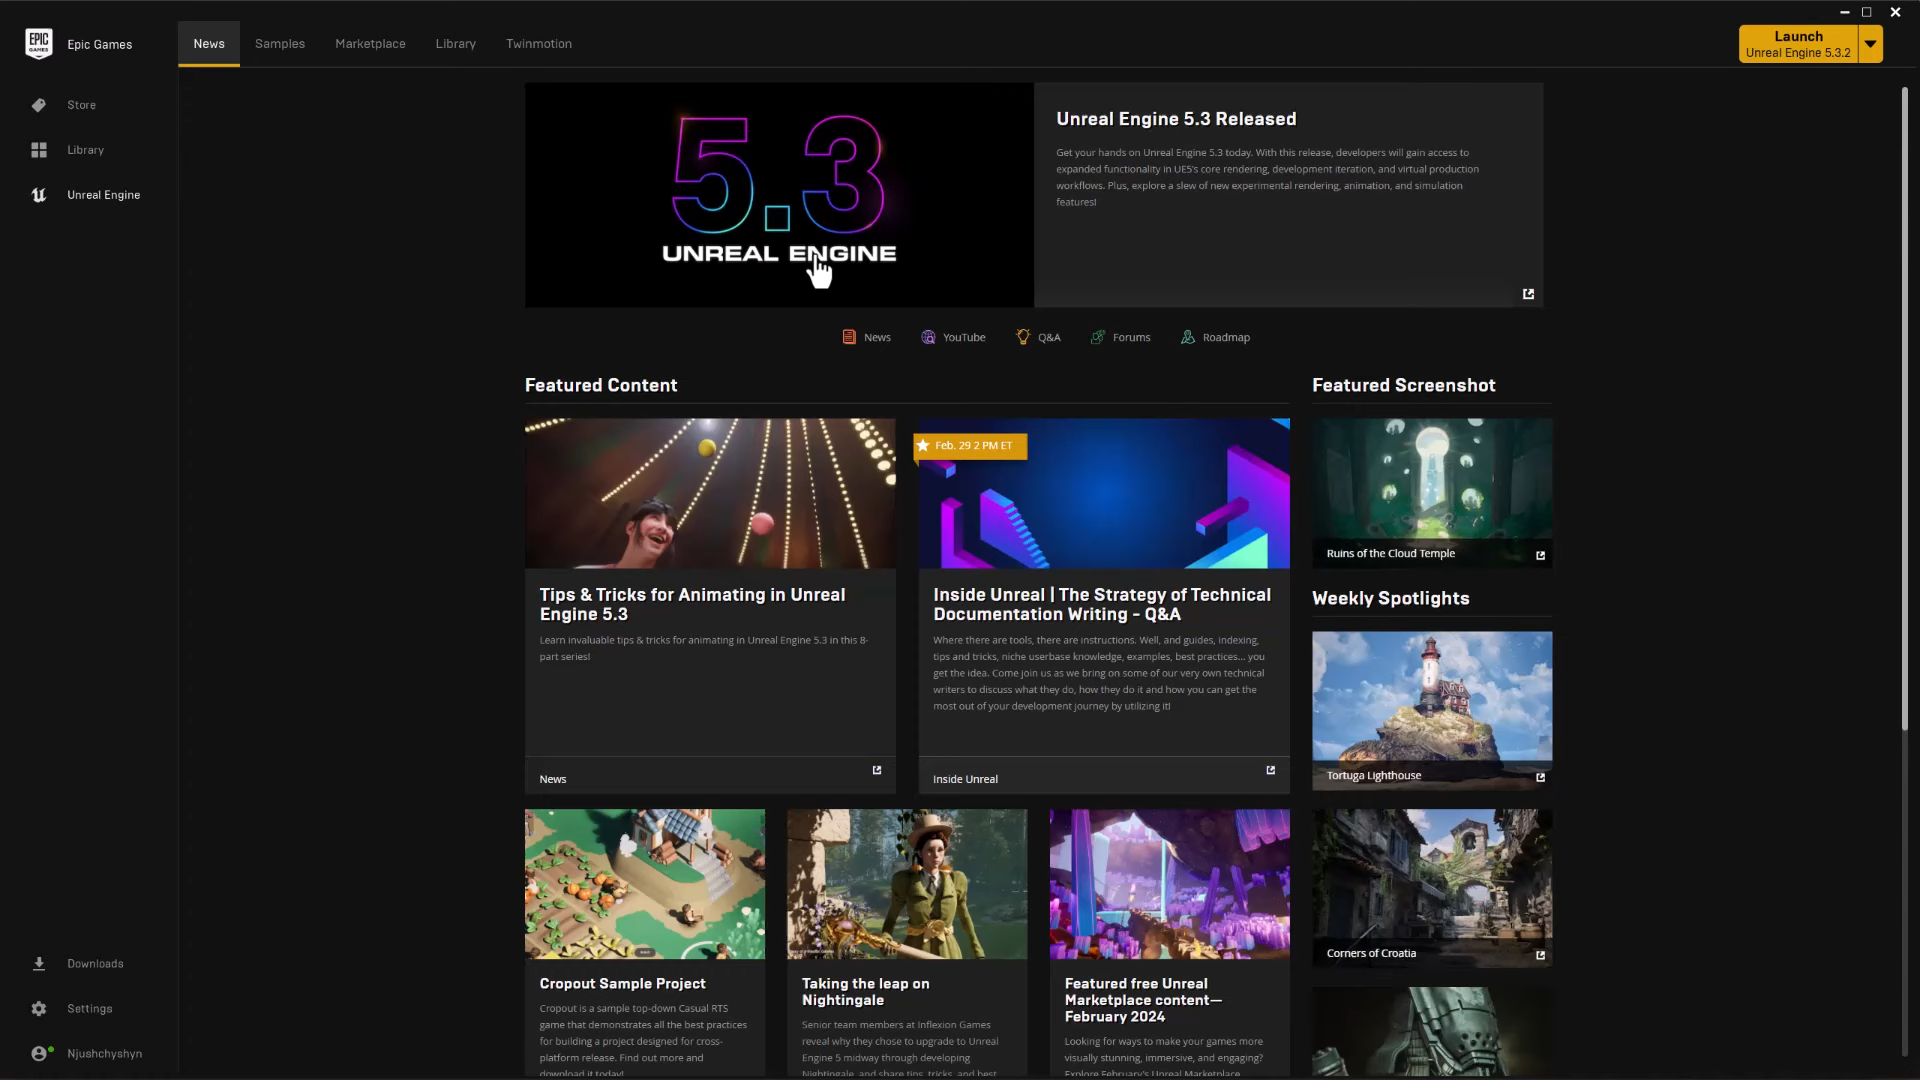 EPIC
GAMES
Epic Games
News
Samples
Marketplace
Library
Twinmotion
Launch
Unreal Engine 5.3.2
Store
Library
Unreal Engine
5.3
UNREAL ENGINE
Unreal Engine 5.3 Released
Get your hands on Unreal Engine 5.3 today. With this release, developers will gain access to
expanded functionality in UE5's core rendering, development iteration, and virtual production
workflows. Plus, explore a slew of new experimental rendering, animation, and simulation
features!
News
YouTube
Q&A
Forums
Roadmap
Featured Content
Feb. 29 2 PM ET
Tips & Tricks for Animating in Unreal
Engine 5.3
Learn invaluable tips & tricks for animating in Unreal Engine 5.3 in this 8-
part series!
News
Inside Unreal | The Strategy of Technical
Documentation Writing - Q&A
Where there are tools, there are instructions. Well, and guides, indexing,
tips and tricks, niche userbase knowledge, examples, best practices... you
get the idea. Come join us as we bring on some of our very own technical
writers to discuss what they do, how they do it and how you can get the
most out of your development journey by utilizing it!
Inside Unreal
Featured Screenshot
Ruins of the Cloud Temple
Weekly Spotlights
Tortuga Lighthouse
Corners of Croatia
Cropout Sample Project
Cropout is a sample top-down Casual RTS
game that demonstrates all the best practices
for building a project designed for cross-
platform release. Find out more and
download it today!
Taking the leap on
Nightingale
Senior team members at Inflexion Games
reveal why they chose to upgrade to Unreal
Engine 5 midway through developing
Nightingale, and share tips, tricks, and best
Featured free Unreal
Marketplace content—
February 2024
Looking for ways to make your games more
visually stunning, immersive, and engaging?
Explore February's Unreal Marketplace
Downloads
Settings
Njushchyshyn